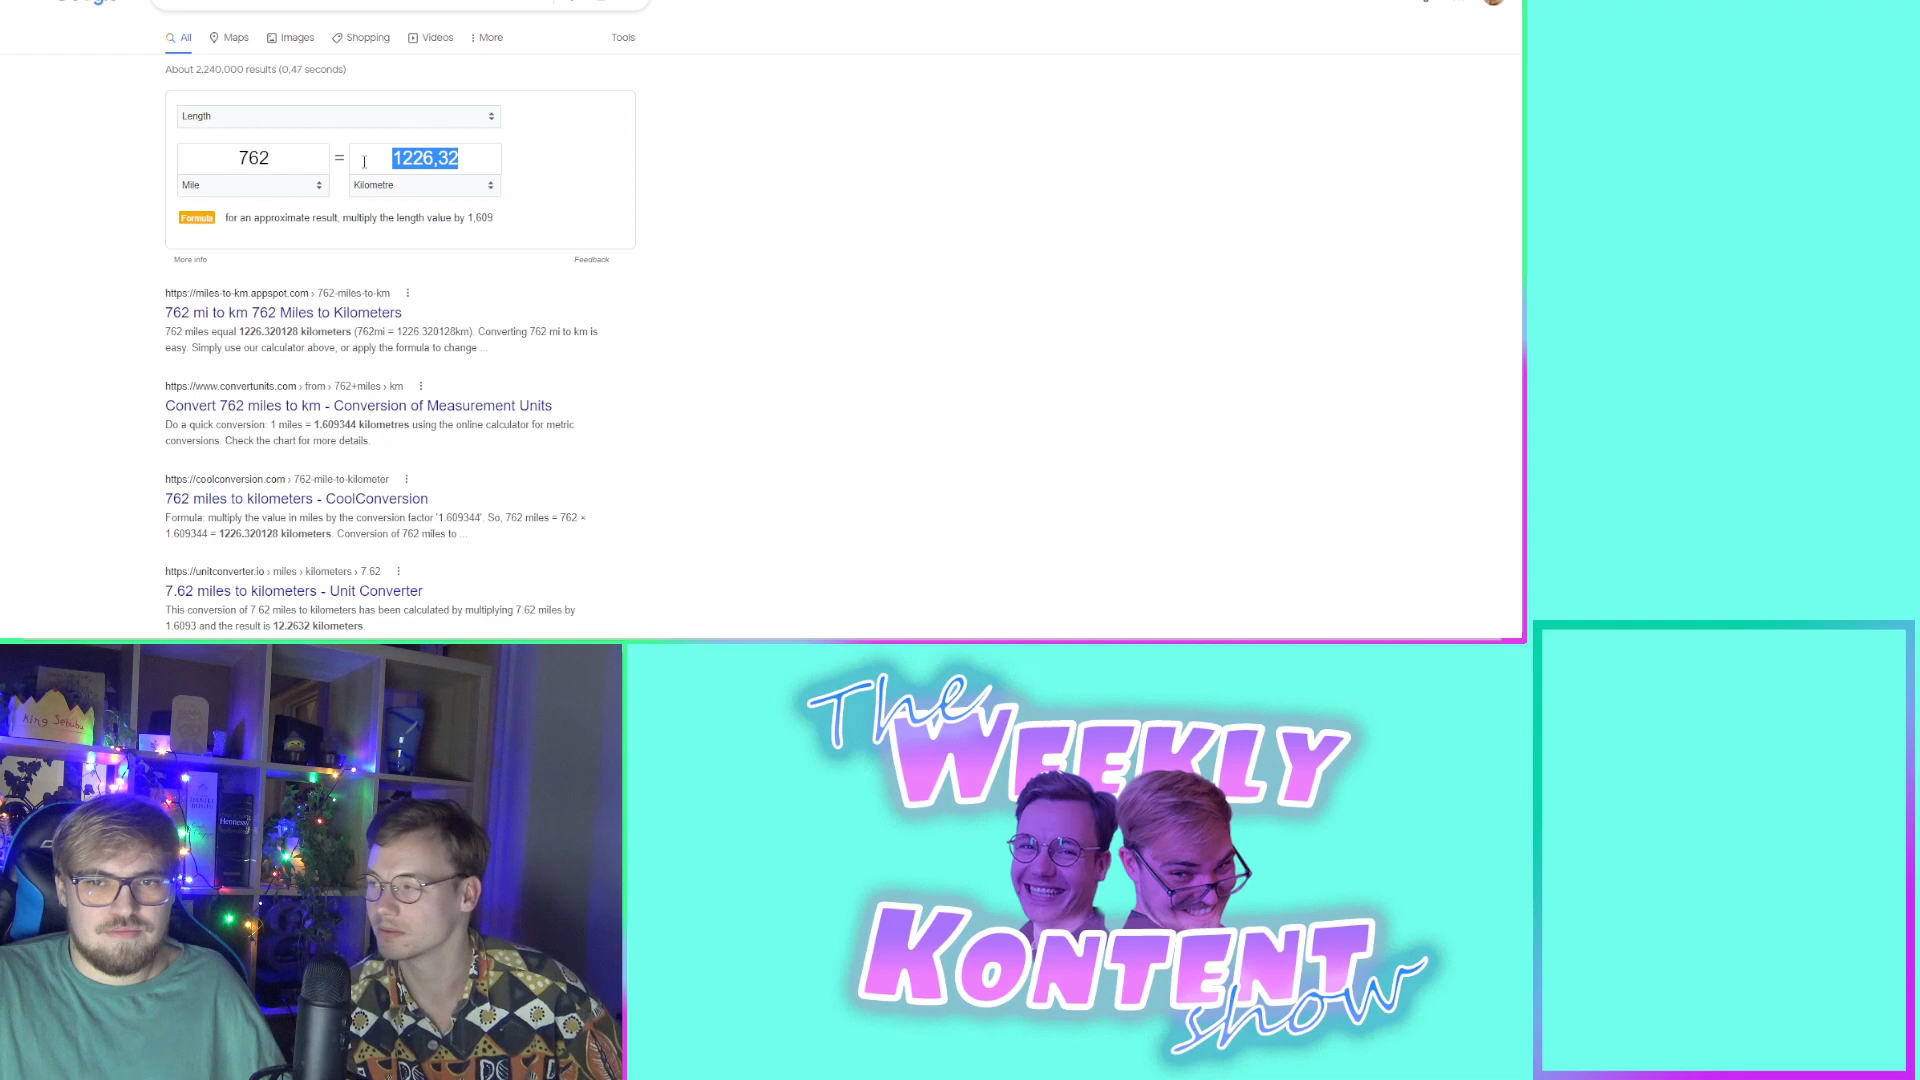 All Maps Images Shopping Videos More Tools
About 2.240.000 results (0,47 seconds)
Length
762 = 1226,32
Mile Kilometre
Formula for an approximate result, multiply the length value by 1,609
More info Feedback
https://miles-to-km.appspot.com › 762-miles-to-km
762 mi to km 762 Miles to Kilometers
762 miles equal 1226.320128 kilometers (762mi = 1226.320128km). Converting 762 mi to km is
easy. Simply use our calculator above, or apply the formula to change ...
https://www.convertunits.com › from › 762+miles › km
Convert 762 miles to km - Conversion of Measurement Units
Do a quick conversion: 1 miles = 1.609344 kilometres using the online calculator for metric
conversions. Check the chart for more details.
https://coolconversion.com › 762-mile-to-kilometer
762 miles to kilometers - CoolConversion
Formula: multiply the value in miles by the conversion factor '1.609344'. So, 762 miles = 762 ×
1.609344 = 1226.320128 kilometers. Conversion of 762 miles to ...
https://unitconverter.io › miles › kilometers › 7.62
7.62 miles to kilometers - Unit Converter
This conversion of 7.62 miles to kilometers has been calculated by multiplying 7.62 miles by
1.6093 and the result is 12.2632 kilometers.
King Sebubu
Hennessy
The
WEEKLY
KONTENT
show